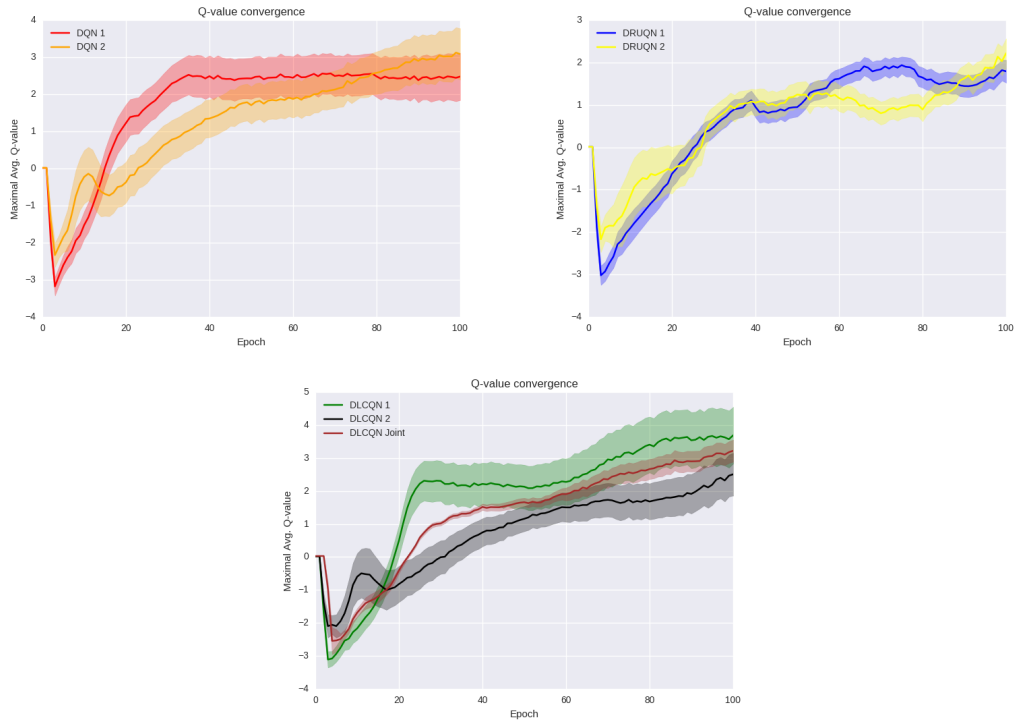 Q-value convergence
DQN 1
DQN 2
Maximal Avg. Q-value
4
3
2
1
0
−1
−2
−3
−4
0 20 40 60 80 100
Epoch
Q-value convergence
DRUQN 1
DRUQN 2
Maximal Avg. Q-value
3
2
1
0
−1
−2
−3
−4
0 20 40 60 80 100
Epoch
Q-value convergence
DLCQN 1
DLCQN 2
DLCQN Joint
Maximal Avg. Q-value
5
4
3
2
1
0
−1
−2
−3
−4
0 20 40 60 80 100
Epoch